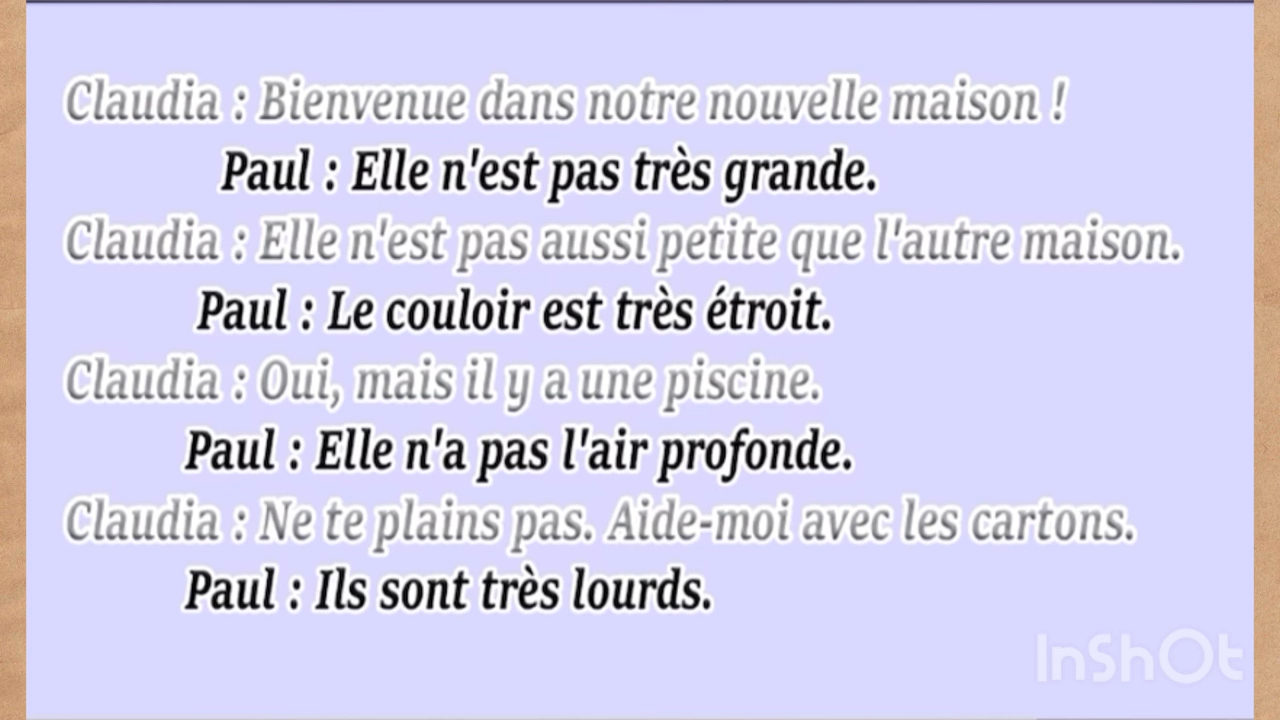 Claudia : Bienvenue dans notre nouvelle maison !
Paul : Elle n'est pas très grande.
Claudia : Elle n'est pas aussi petite que l'autre maison.
Paul : Le couloir est très étroit.
Claudia : Oui, mais il y a une piscine.
Paul : Elle n'a pas l'air profonde.
Claudia : Ne te plains pas. Aide-moi avec les cartons.
Paul : Ils sont très lourds.
InShOt